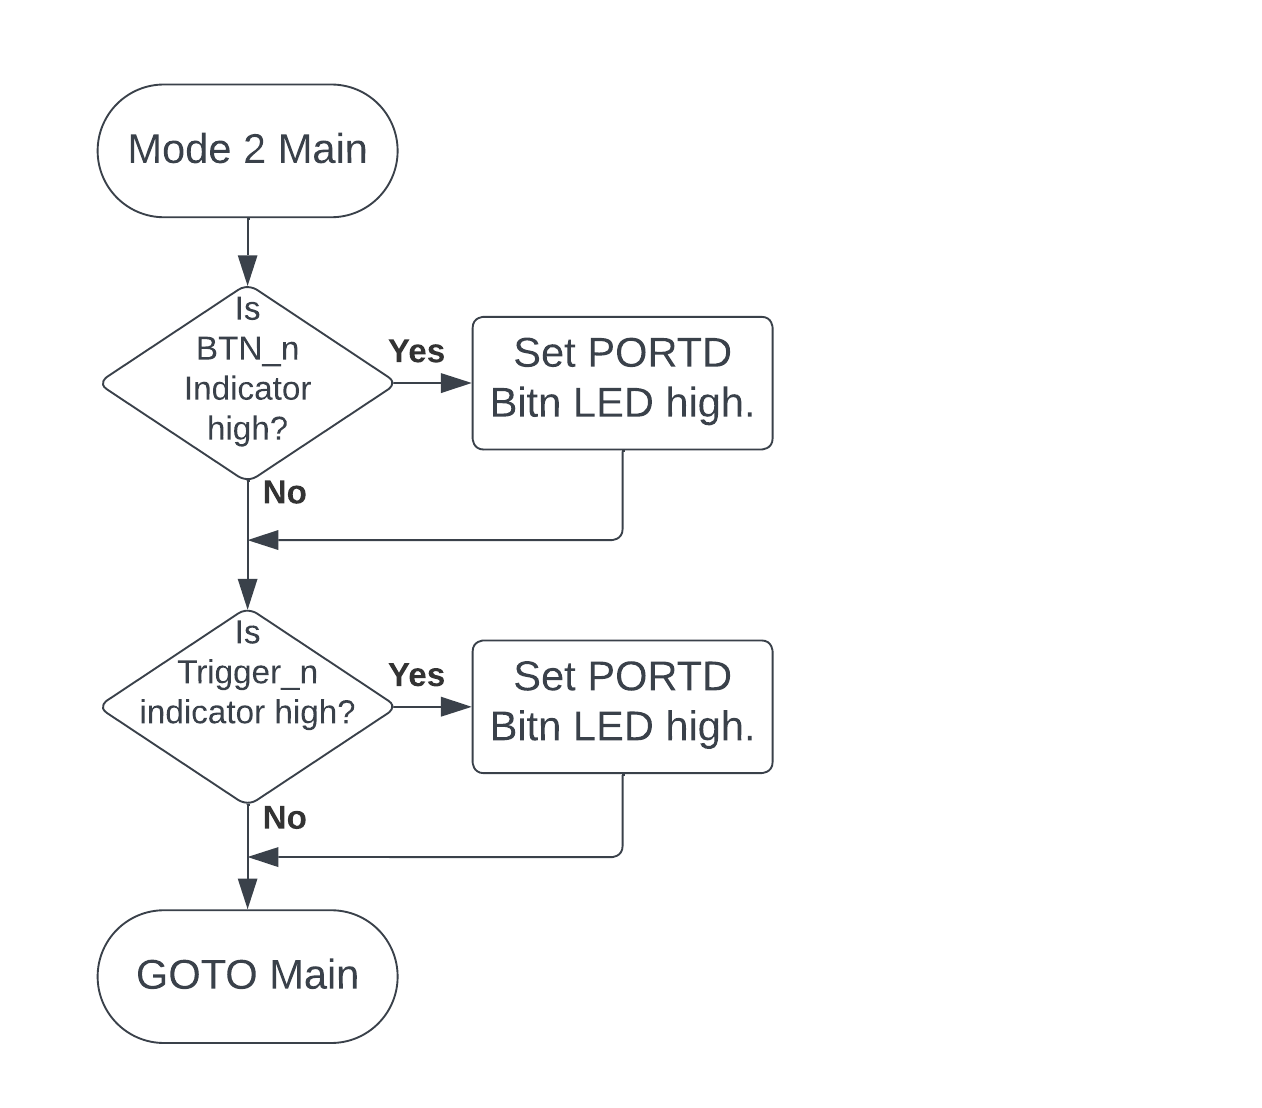 Mode 2 Main
Is
BTN_n
Indicator
high?
Yes
Set PORTD
Bitn LED high.
No
Is
Trigger_n
indicator high?
Yes
Set PORTD
Bitn LED high.
No
GOTO Main